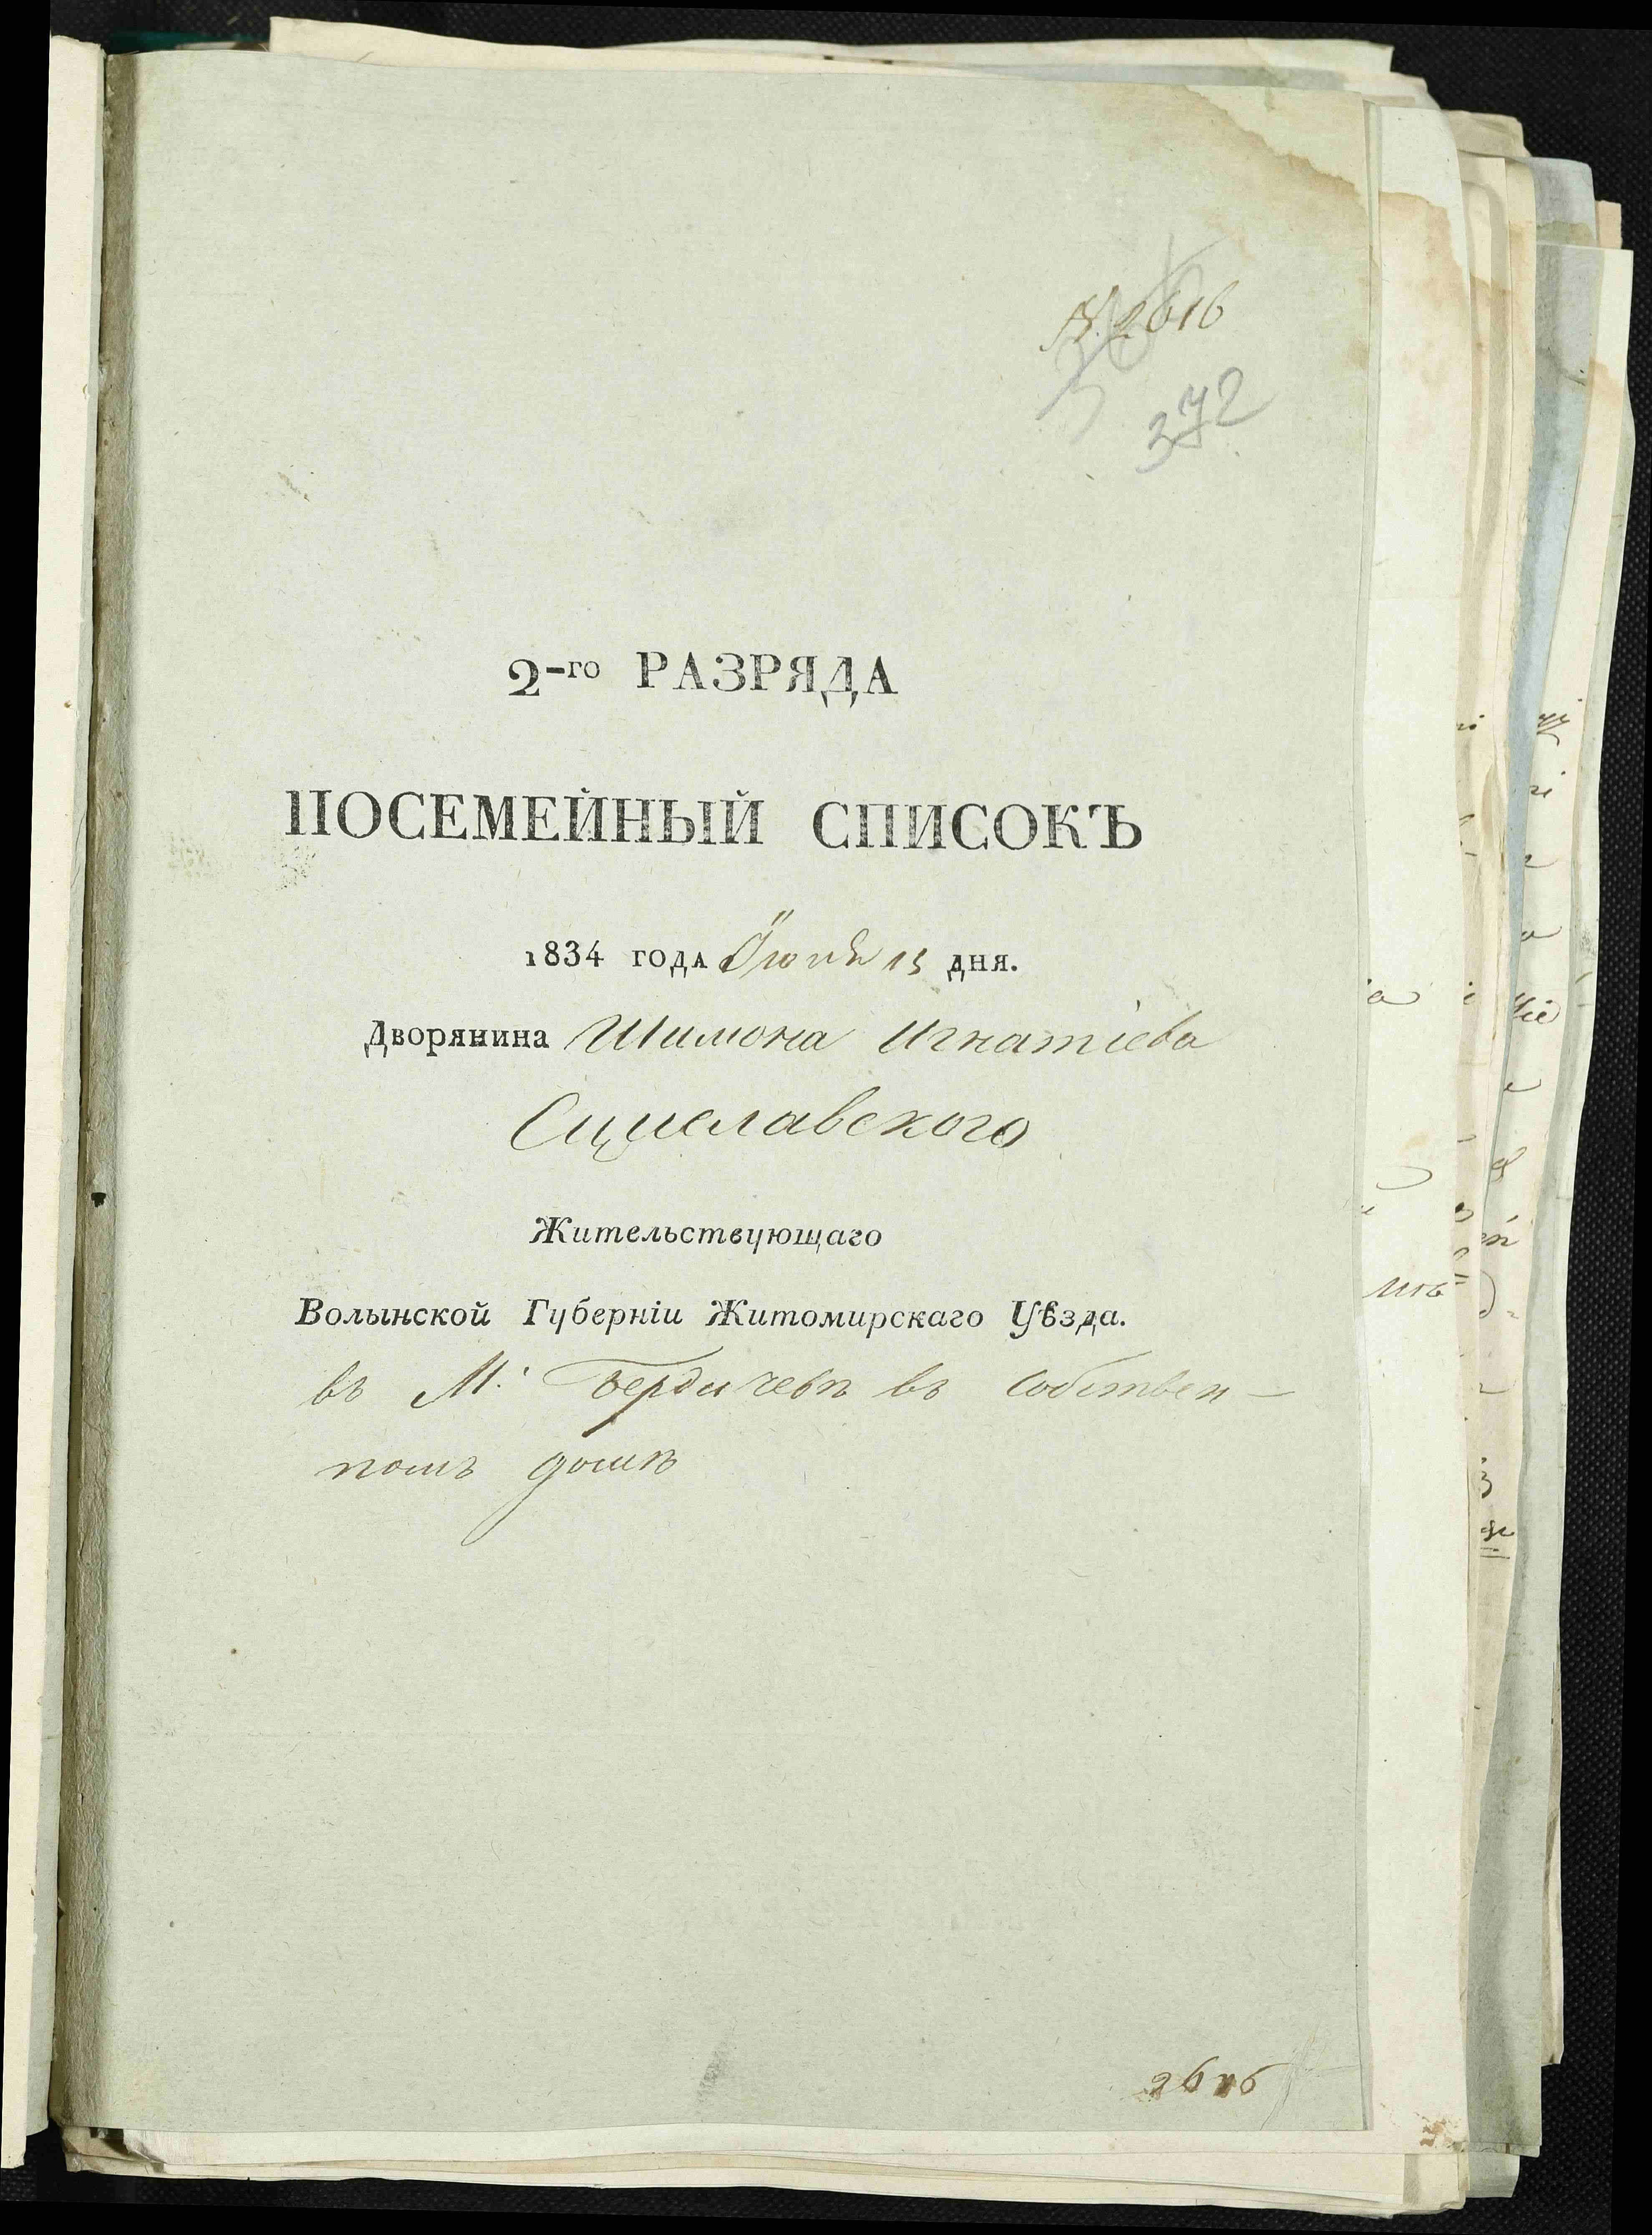 № 2616
372
2-го РАЗРЯДА
ПОСЕМЕЙНЫЙ СПИСОКЪ
1834 года Іюня 15 дня.
Дворянина Шимона Игнатіева
Сциславского
Жительствующаго
Волынской Губерніи Житомирскаго Уѣзда.
въ М: Бердичевѣ въ собствен-
номъ домѣ
2616